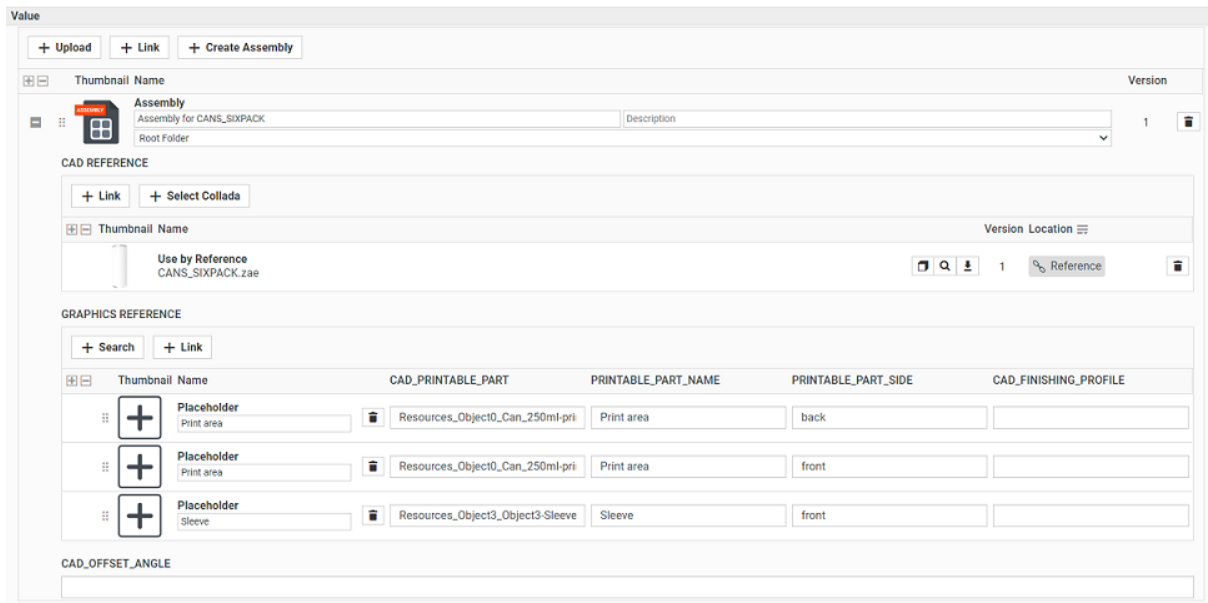 Value
+ Upload + Link + Create Assembly
Thumbnail Name Version
ASSEMBLY
Assembly
Assembly for CANS_SIXPACK Description
1
Root Folder
CAD REFERENCE
+ Link + Select Collada
Thumbnail Name Version Location
Use by Reference
CANS_SIXPACK.zae 1 Reference
GRAPHICS REFERENCE
+ Search + Link
Thumbnail Name CAD_PRINTABLE_PART PRINTABLE_PART_NAME PRINTABLE_PART_SIDE CAD_FINISHING_PROFILE
Placeholder
Print area Resources_Object0_Can_250ml-pri Print area back
Placeholder
Print area Resources_Object0_Can_250ml-pri Print area front
Placeholder
Sleeve Resources_Object3_Object3-Sleeve Sleeve front
CAD_OFFSET_ANGLE